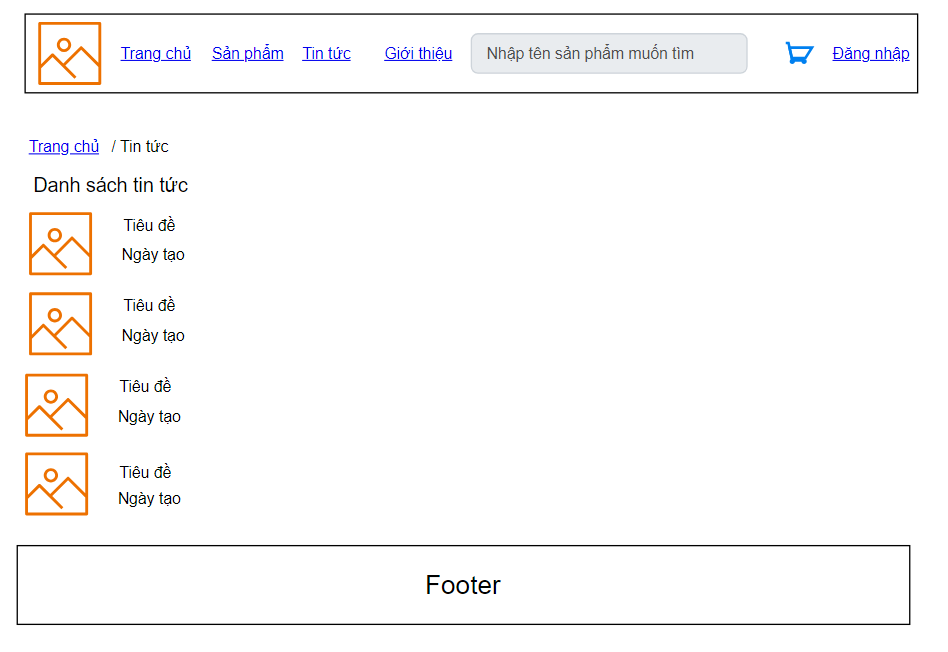 Trang chủ Sản phẩm Tin tức Giới thiệu Nhập tên sản phẩm muốn tìm Đăng nhập
Trang chủ / Tin tức
Danh sách tin tức
Tiêu đề
Ngày tạo
Tiêu đề
Ngày tạo
Tiêu đề
Ngày tạo
Tiêu đề
Ngày tạo
Footer